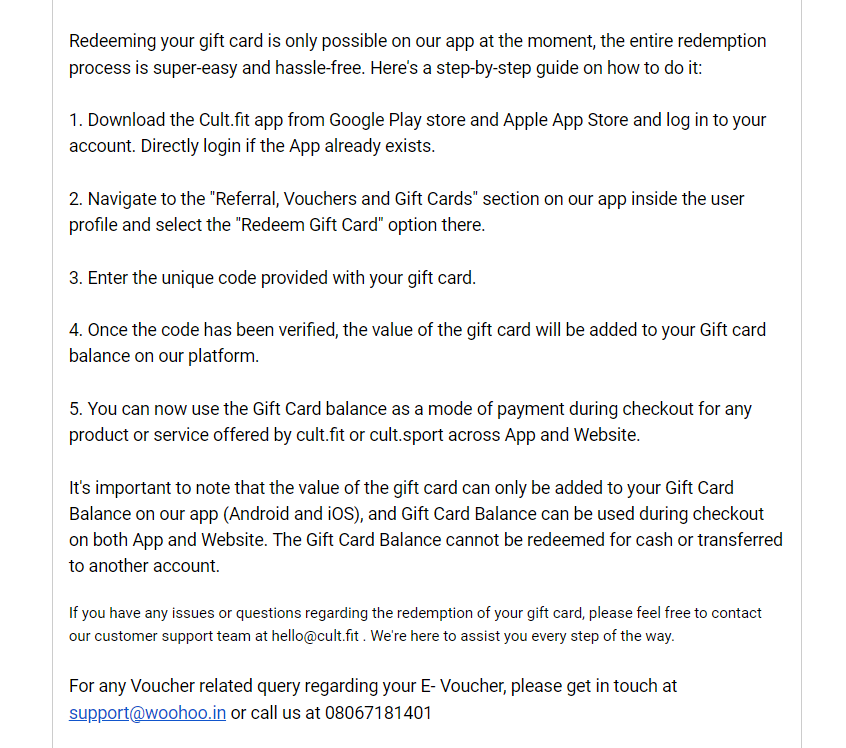 Redeeming your gift card is only possible on our app at the moment, the entire redemption
process is super-easy and hassle-free. Here's a step-by-step guide on how to do it:
1. Download the Cult.fit app from Google Play store and Apple App Store and log in to your
account. Directly login if the App already exists.
2. Navigate to the "Referral, Vouchers and Gift Cards" section on our app inside the user
profile and select the "Redeem Gift Card" option there.
3. Enter the unique code provided with your gift card.
4. Once the code has been verified, the value of the gift card will be added to your Gift card
balance on our platform.
5. You can now use the Gift Card balance as a mode of payment during checkout for any
product or service offered by cult.fit or cult.sport across App and Website.
It's important to note that the value of the gift card can only be added to your Gift Card
Balance on our app (Android and iOS), and Gift Card Balance can be used during checkout
on both App and Website. The Gift Card Balance cannot be redeemed for cash or transferred
to another account.
If you have any issues or questions regarding the redemption of your gift card, please feel free to contact
our customer support team at hello@cult.fit . We're here to assist you every step of the way.
For any Voucher related query regarding your E- Voucher, please get in touch at
support@woohoo.in or call us at 08067181401